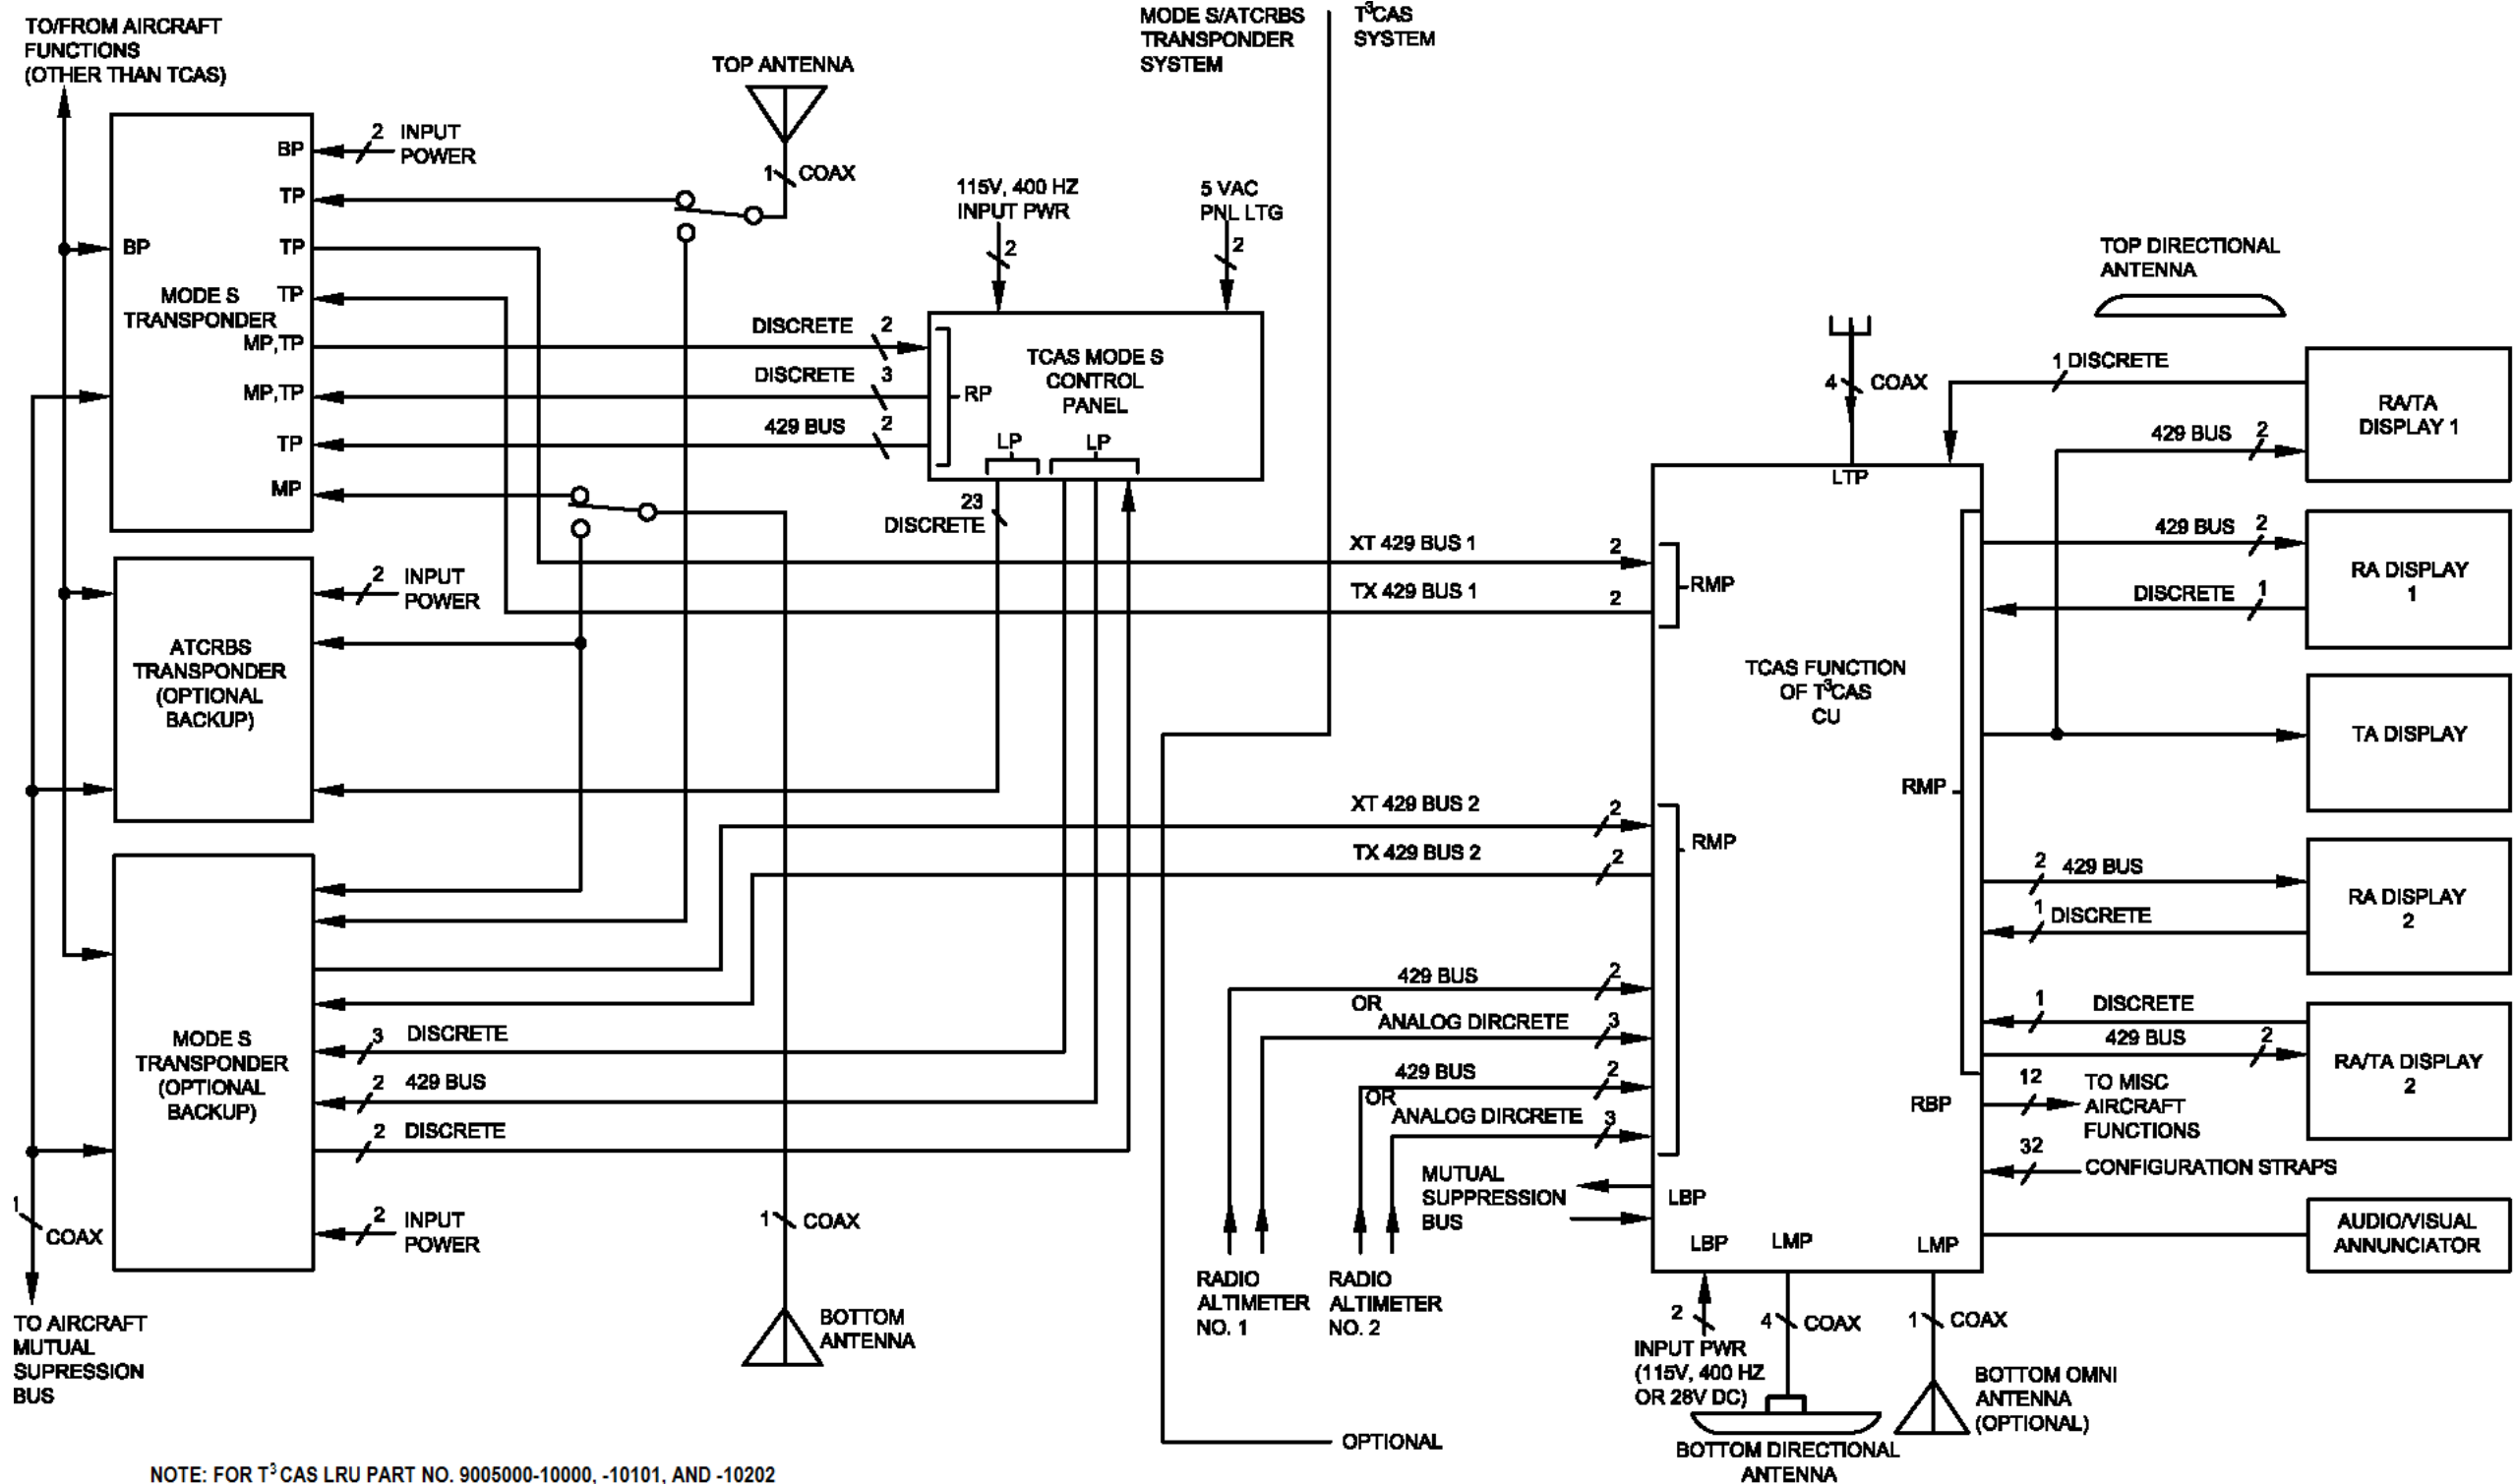 TO/FROM AIRCRAFT
FUNCTIONS
(OTHER THAN TCAS)
MODE S/ATCRBS
TRANSPONDER
SYSTEM
T³CAS
SYSTEM
TOP ANTENNA
1
COAX
BP
2
INPUT
POWER
TP
BP
TP
MODE S
TRANSPONDER
TP
MP,TP
MP,TP
TP
MP
115V, 400 HZ
INPUT PWR
2
5 VAC
PNL LTG
2
DISCRETE 2
DISCRETE 3
429 BUS 2
RP
TCAS MODE S
CONTROL
PANEL
LP
LP
23
DISCRETE
TOP DIRECTIONAL
ANTENNA
4
COAX
1 DISCRETE
RA/TA
DISPLAY 1
429 BUS 2
LTP
429 BUS 2
RA DISPLAY
1
DISCRETE 1
XT 429 BUS 1 2
TX 429 BUS 1 2
RMP
2
INPUT
POWER
ATCRBS
TRANSPONDER
(OPTIONAL
BACKUP)
TCAS FUNCTION
OF T³CAS
CU
TA DISPLAY
RMP
XT 429 BUS 2 2
TX 429 BUS 2 2
RMP
2 429 BUS
RA DISPLAY
2
1 DISCRETE
429 BUS 2
OR
ANALOG DIRCRETE 3
429 BUS 2
OR
ANALOG DIRCRETE 3
1 DISCRETE
429 BUS 2
RA/TA DISPLAY
2
MODE S
TRANSPONDER
(OPTIONAL
BACKUP)
3 DISCRETE
2 429 BUS
2 DISCRETE
2
INPUT
POWER
RBP
12
TO MISC
AIRCRAFT
FUNCTIONS
32
CONFIGURATION STRAPS
MUTUAL
SUPPRESSION
BUS
LBP
LBP
LMP
LMP
AUDIO/VISUAL
ANNUNCIATOR
1
COAX
1
COAX
TO AIRCRAFT
MUTUAL
SUPRESSION
BUS
BOTTOM
ANTENNA
RADIO
ALTIMETER
NO. 1
RADIO
ALTIMETER
NO. 2
2
INPUT PWR
(115V, 400 HZ
OR 28V DC)
4
COAX
1
COAX
BOTTOM OMNI
ANTENNA
(OPTIONAL)
OPTIONAL
BOTTOM DIRECTIONAL
ANTENNA
NOTE: FOR T³CAS LRU PART NO. 9005000-10000, -10101, AND -10202